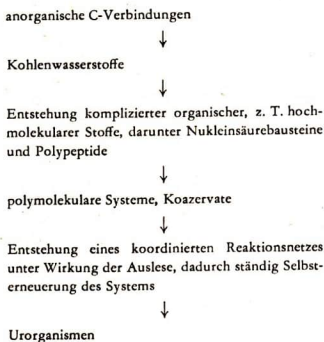 anorganische C-Verbindungen
↓
Kohlenwasserstoffe
↓
Entstehung komplizierter organischer, z. T. hoch-
molekularer Stoffe, darunter Nukleinsäurebausteine
und Polypeptide
↓
polymolekulare Systeme, Koazervate
↓
Entstehung eines koordinierten Reaktionsnetzes
unter Wirkung der Auslese, dadurch ständig Selbst-
erneuerung des Systems
↓
Urorganismen